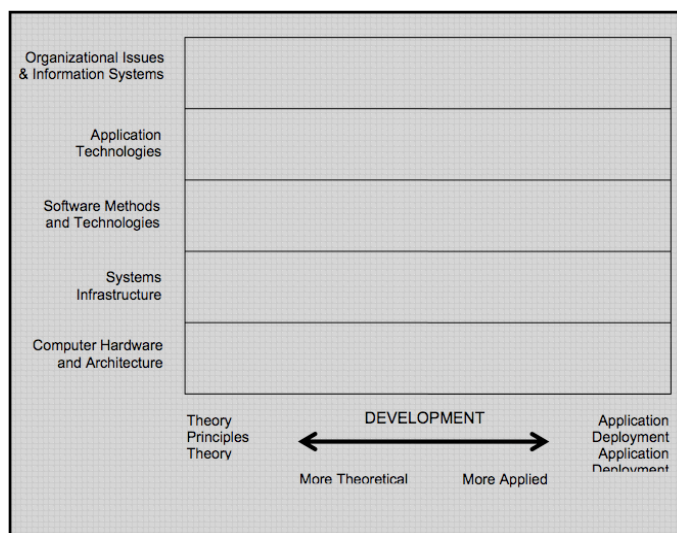 Organizational Issues
& Information Systems
Application
Technologies
Software Methods
and Technologies
Systems
Infrastructure
Computer Hardware
and Architecture
Theory
Principles
Theory
DEVELOPMENT
More Theoretical
More Applied
Application
Deployment
Application
Deployment